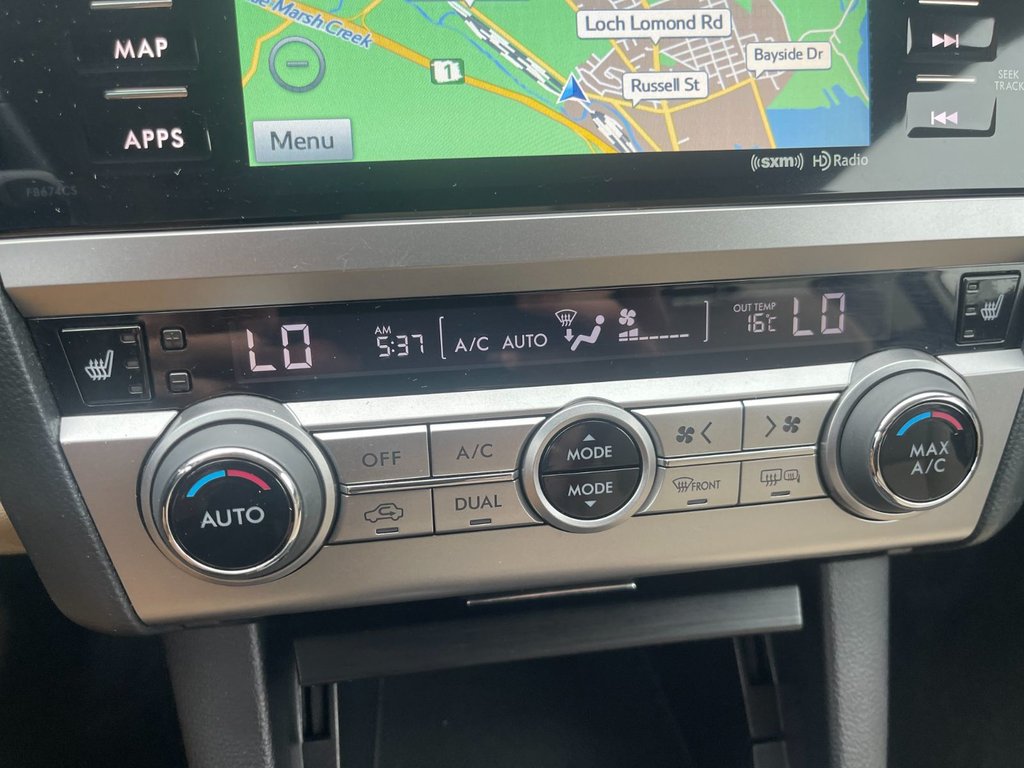 Marsh Creek
Loch Lomond Rd
Bayside Dr
1
Russell St
MAP
APPS
Menu
SEEK
TRACK
((sxm)) HD Radio
FB674CS
LO
AM
5:37
A/C AUTO
OUT TEMP
16°C
LO
OFF
A/C
MODE
MODE
DUAL
FRONT
AUTO
MAX
A/C